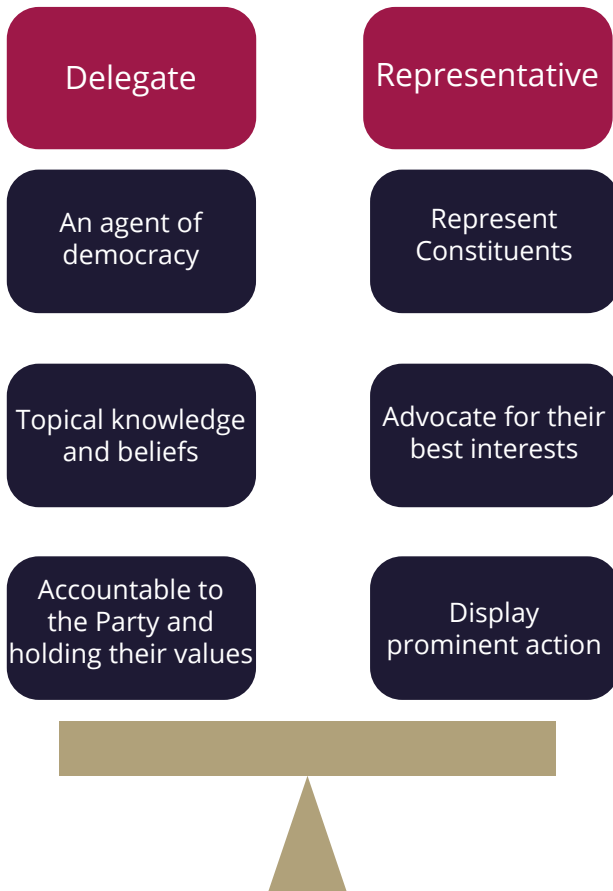 Delegate
Representative
An agent of
democracy
Represent
Constituents
Topical knowledge
and beliefs
Advocate for their
best interests
Accountable to
the Party and
holding their values
Display
prominent action